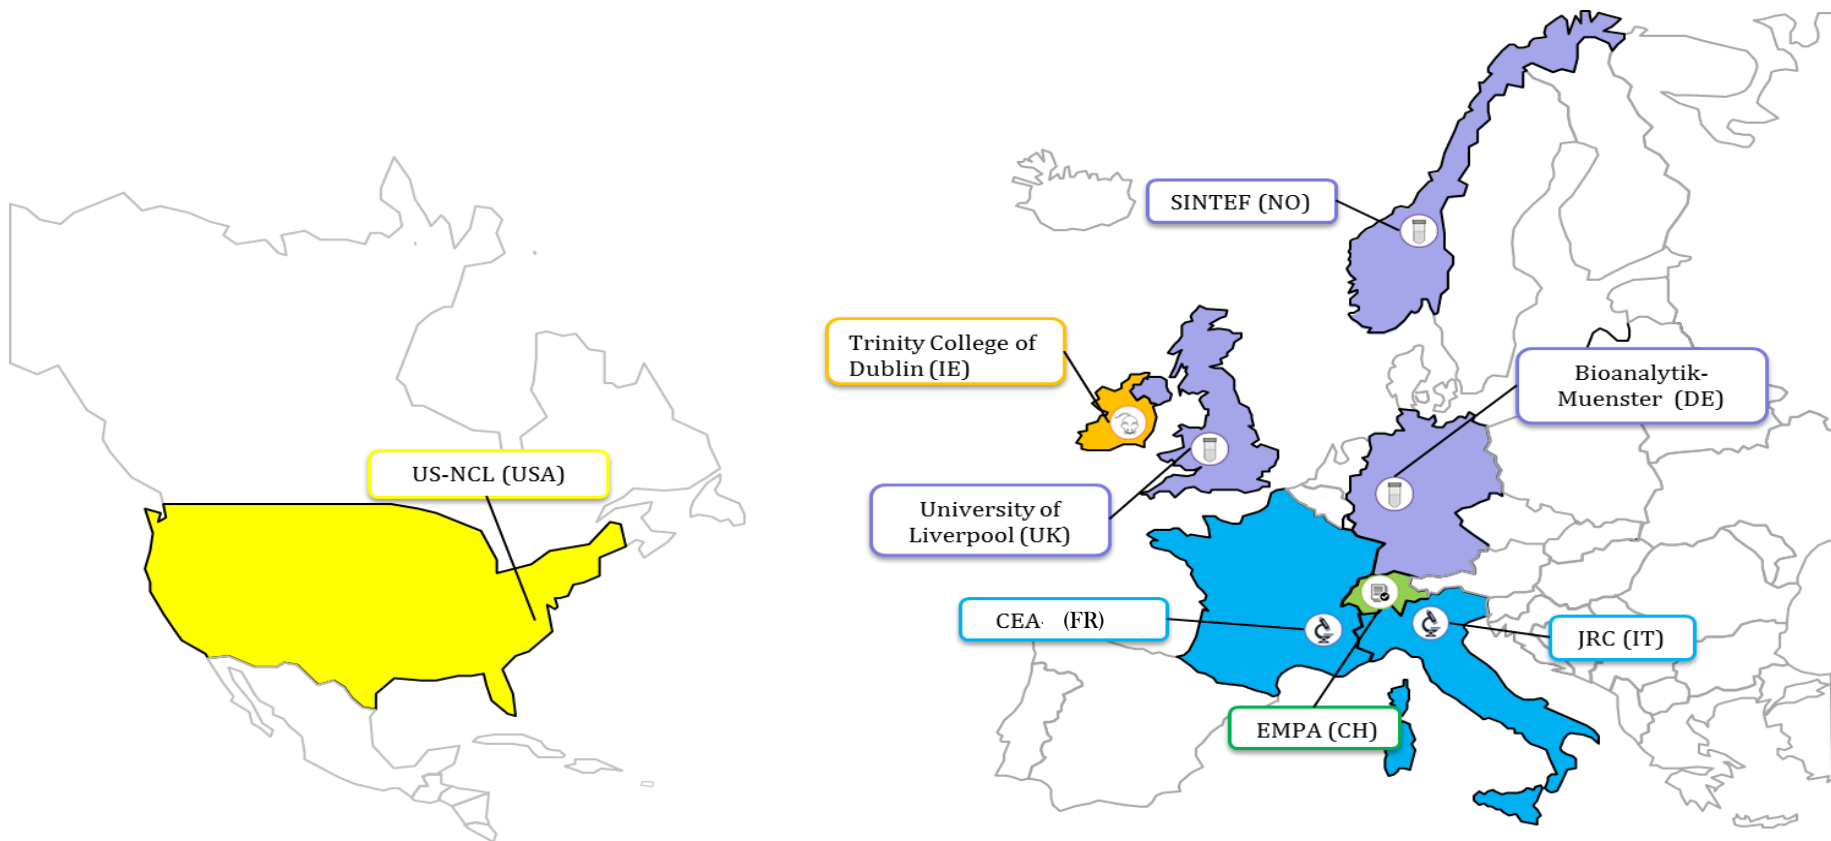 SINTEF (NO)
Trinity College of
Dublin (IE)
Bioanalytik-
Muenster (DE)
US-NCL (USA)
University of
Liverpool (UK)
CEA- (FR)
JRC (IT)
EMPA (CH)